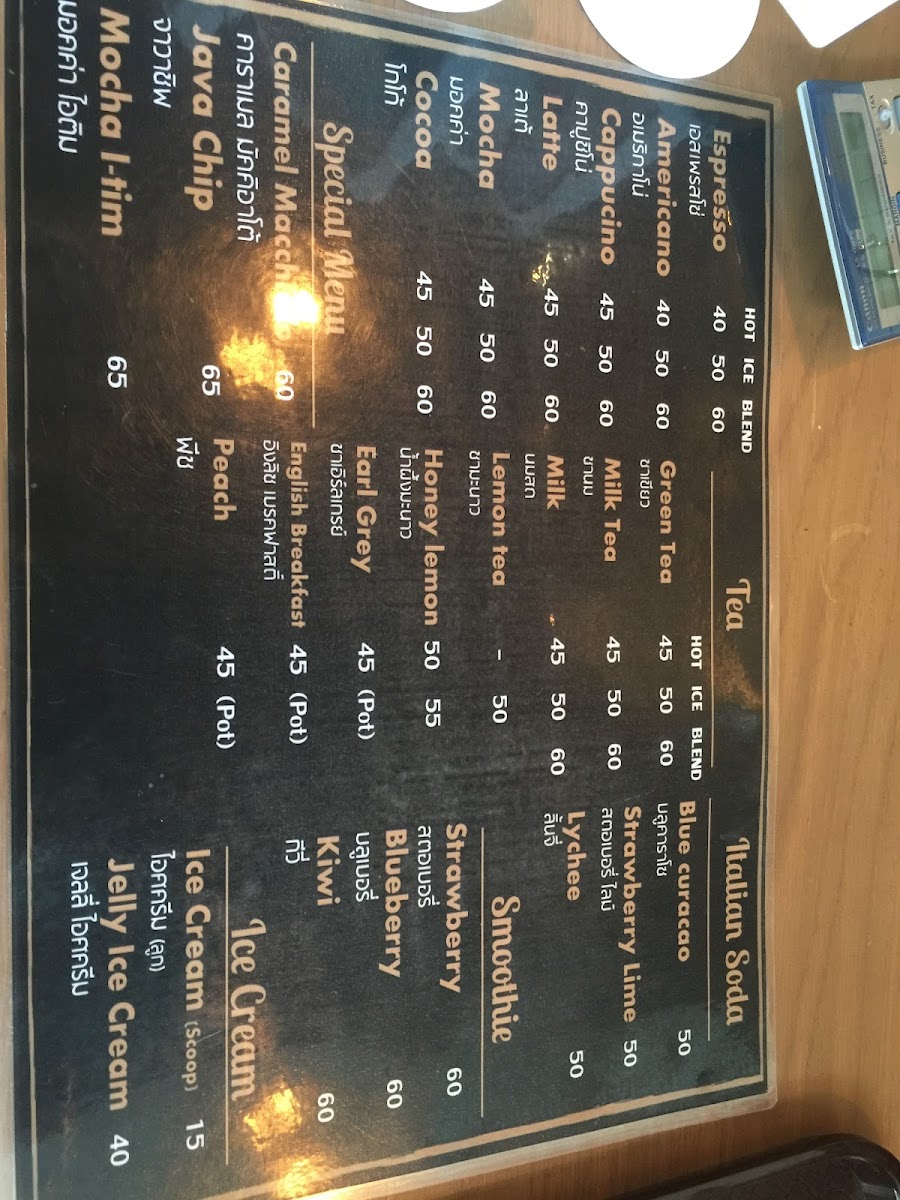 HOT ICE BLEND
Espresso 40 50 60
เอสเพรสโซ่
Americano 40 50 60
อเมริกาโน่
Cappucino 45 50 60
คาปูชิโน่
Latte 45 50 60
ลาเต้
Mocha 45 50 60
มอคค่า
Cocoa 45 50 60
โกโก้
Special Menu
Caramel 60
คาราเมล มัคคิอาโต้
Java Chip 65
จาวาชิพ
Mocha I-tim 65
มอคค่า ไอติม
Tea
HOT ICE BLEND
Green Tea 45 50 60
ชาเขียว
Milk Tea 45 50 60
ชานม
Milk 45 50 60
นมสด
Lemon tea - 50
ชามะนาว
Honey lemon 50 55
น้ำผึ้งมะนาว
Earl Grey 45 (Pot)
ชาเอิร์ลเกรย์
English Breakfast 45 (Pot)
อิงลิช เบรคฟาสต์
Peach 45 (Pot)
พีช
Italian Soda
Blue curacao 50
บลูคาราโซ
Strawberry Lime 50
สตอเบอรี่ ไลม์
Lychee 50
ลิ้นจี่
Smoothie
Strawberry 60
สตอเบอรี่
Blueberry 60
บลูเบอรี่
Kiwi 60
กีวี่
Ice Cream
Ice Cream (Scoop) 15
ไอศครีม (ลูก)
Jelly Ice Cream 40
เจลลี่ ไอศครีม